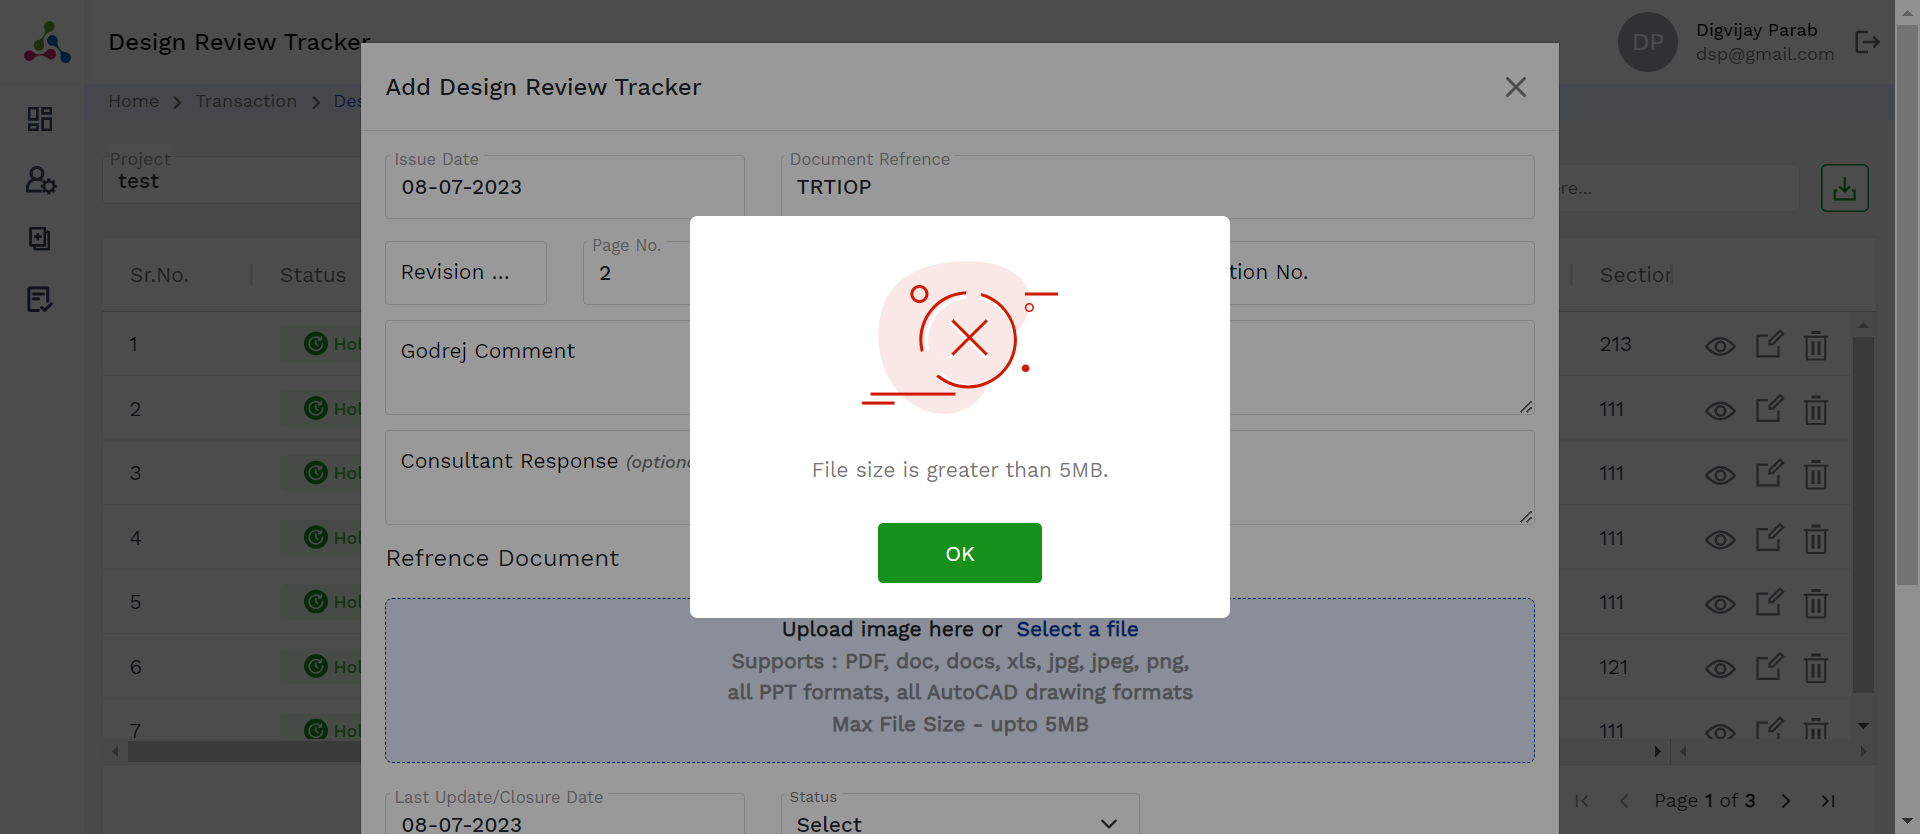 Design Review Tracker
DP
Digvijay Parab
dsp@gmail.com
Home
Transaction
Des
Project
test
Sr.No.
Status
Section
1
Hol
213
2
Hol
111
3
Hol
111
4
Hol
111
5
Hol
111
6
Hol
121
7
Hol
111
Page 1 of 3
Add Design Review Tracker
Issue Date
08-07-2023
Document Refrence
TRTIOP
re...
Revision ...
Page No.
2
tion No.
Godrej Comment
Consultant Response (option
Refrence Document
File size is greater than 5MB.
OK
Upload image here or Select a file
Supports : PDF, doc, docs, xls, jpg, jpeg, png,
all PPT formats, all AutoCAD drawing formats
Max File Size - upto 5MB
Last Update/Closure Date
08-07-2023
Status
Select